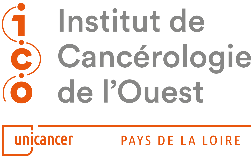 ico
Institut de
Cancérologie
de l'Ouest
unicancer
PAYS DE LA LOIRE